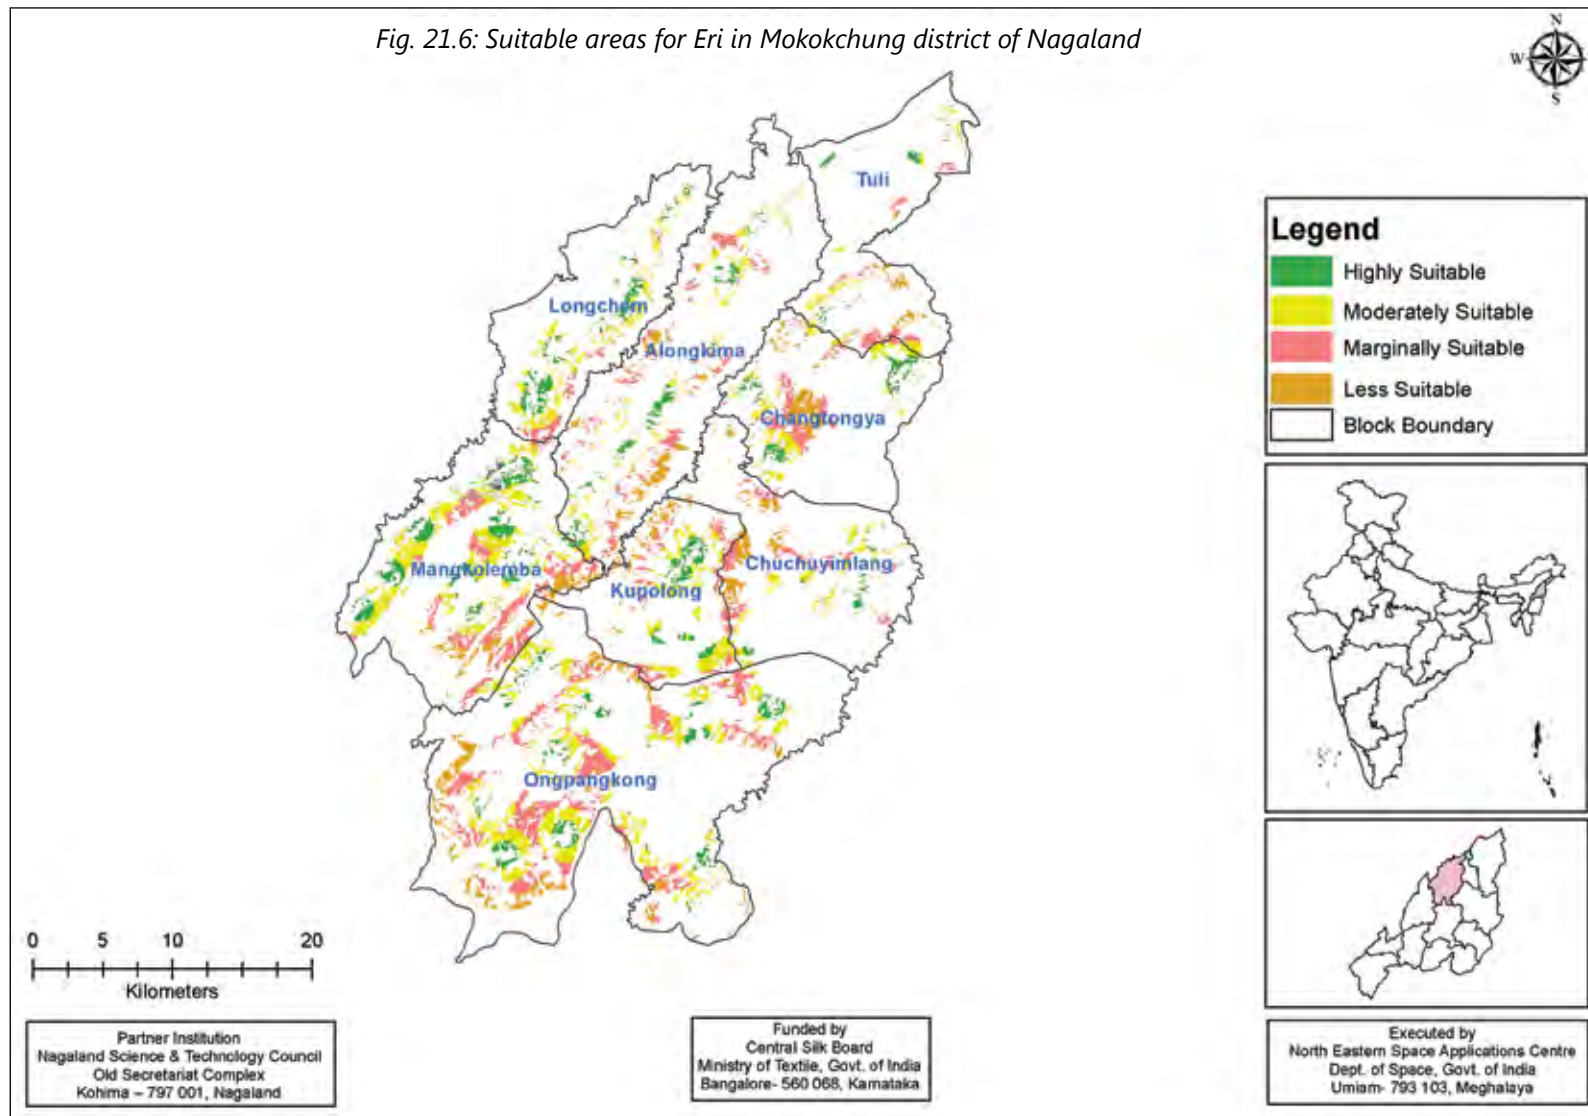 Fig. 21.6: Suitable areas for Eri in Mokokchung district of Nagaland
N
W
S
Tuli
Longchem
Alongkima
Changtongya
Mangkolemba
Kupolong
Chuchuyimlang
Ongpangkong
Legend
Highly Suitable
Moderately Suitable
Marginally Suitable
Less Suitable
Block Boundary
0 5 10 20
Kilometers
Partner Institution
Nagaland Science & Technology Council
Old Secretariat Complex
Kohima – 797 001, Nagaland
Funded by
Central Silk Board
Ministry of Textile, Govt. of India
Bangalore- 560 068, Karnataka
Executed by
North Eastern Space Applications Centre
Dept. of Space, Govt. of India
Umiam- 793 103, Meghalaya